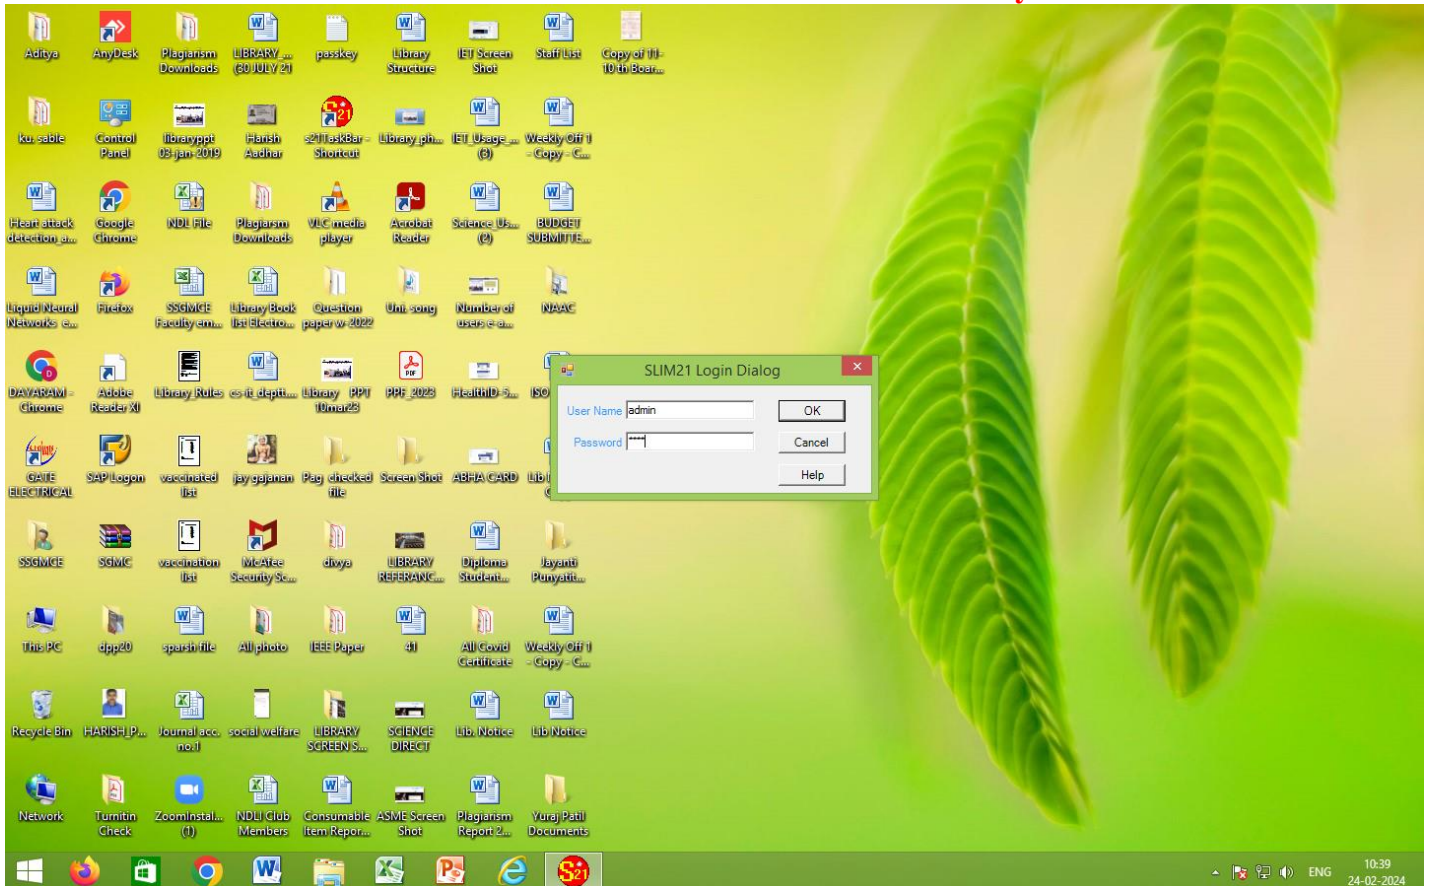 Aditya
AnyDesk
Plagiarism
Downloads
LIBRARY_...
(30 JULY 21
passkey
Library
Structure
IET Screen
Shot
Staff List
Copy of 11-
10 th Boar...
ku. sable
Control
Panel
libraryppt
03-jan-2019
Harish
Aadhar
s21TaskBar -
Shortcut
Library_ph...
IET_Usage_...
(3)
Weekly Off 1
- Copy - C...
Heart attack
detection_a...
Google
Chrome
NDL File
Plagiarsm
Downloads
VLC media
player
Acrobat
Reader
Science_Us...
(2)
BUDGET
SUBMITTE...
Liquid Neural
Networks e...
Firefox
SSGMCE
Faculty em...
Library Book
list Electro...
Question
paper w-2022
Uni. song
Number of
users e-a...
NAAC
DAYARAM -
Chrome
Adobe
Reader XI
Library Rules
cs-it_deptt...
Library PPT
10mar23
PPF_2023
HealthID-5...
ISO
SLIM21 Login Dialog
User Name admin
OK
Password ****
Cancel
Help
GATE
ELECTRICAL
SAP Logon
vaccinated
list
jay gajanan
Pag checked
file
Screen Shot
ABHA CARD
SSGMCE
SGMC
vaccination
list
McAfee
Security Sc...
divya
LIBRARY
REFERANC...
Diploma
Student...
Jayanti
Punyatit...
This PC
dpp20
sparsh file
All photo
IEEE Paper
41
All Covid
Certificate
Weekly Off 1
- Copy - C...
Recycle Bin
HARISH_P...
Journal acc.
no.1
social welfare
LIBRARY
SCREEN S...
SCIENCE
DIRECT
Lib. Notice
Lib Notice
Network
Turnitin
Check
ZoomInstal...
(1)
NDLI Club
Members
Consumable
Item Repor...
ASME Screen
Shot
Plagiarism
Report 2...
Yuraj Patil
Documents
S21
ENG
10:39
24-02-2024